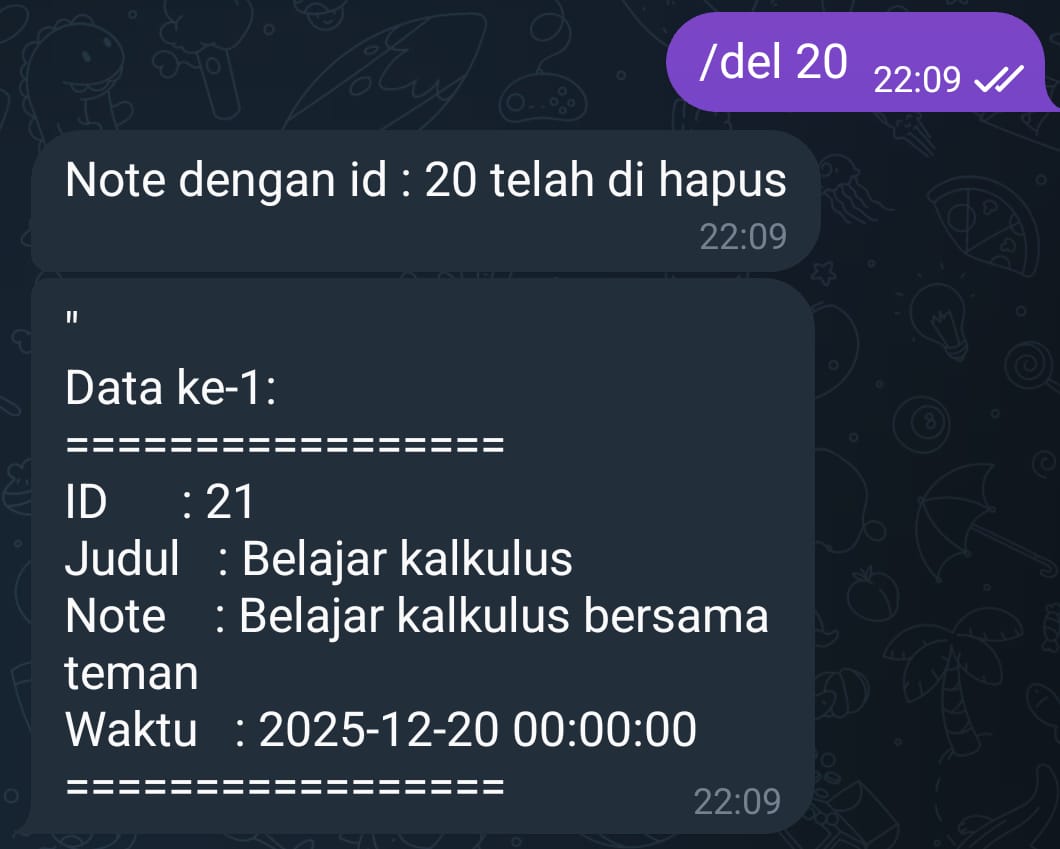 /del 20 22:09
Note dengan id : 20 telah di hapus
22:09
"
Data ke-1:
=================
ID : 21
Judul : Belajar kalkulus
Note : Belajar kalkulus bersama
teman
Waktu : 2025-12-20 00:00:00
=================
22:09